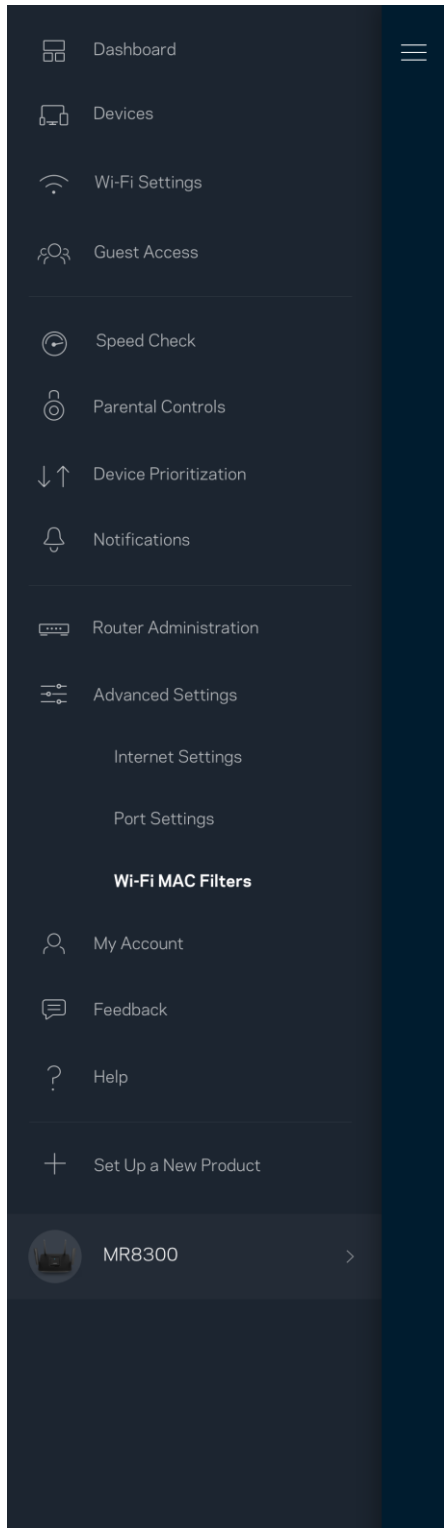 Dashboard
Devices
Wi-Fi Settings
Guest Access
Speed Check
Parental Controls
Device Prioritization
Notifications
Router Administration
Advanced Settings
Internet Settings
Port Settings
Wi-Fi MAC Filters
My Account
Feedback
Help
Set Up a New Product
MR8300